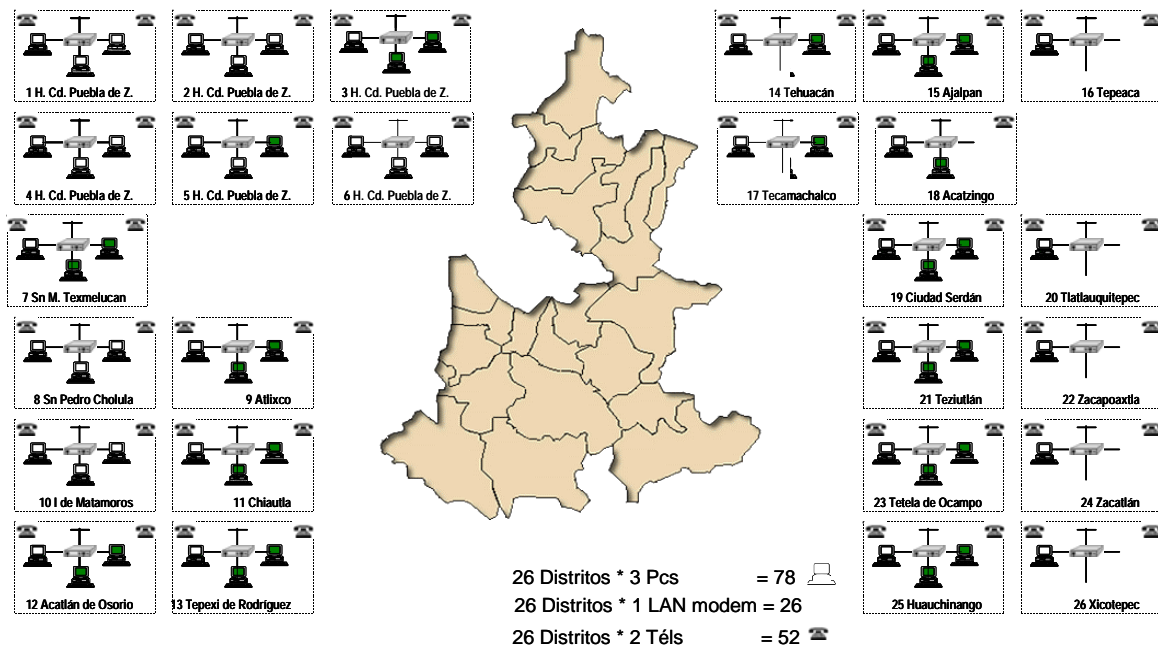 1 H. Cd. Puebla de Z.
2 H. Cd. Puebla de Z.
3 H. Cd. Puebla de Z.
14 Tehuacán
15 Ajalpan
16 Tepeaca
4 H. Cd. Puebla de Z.
5 H. Cd. Puebla de Z.
6 H. Cd. Puebla de Z.
17 Tecamachalco
18 Acatzingo
7 Sn M. Texmelucan
19 Ciudad Serdán
20 Tlatlauquitepec
8 Sn Pedro Cholula
9 Atlixco
21 Teziutlán
22 Zacapoaxtla
10 I de Matamoros
11 Chiautla
23 Tetela de Ocampo
24 Zacatlán
12 Acatlán de Osorio
13 Tepexi de Rodríguez
25 Huauchinango
26 Xicotepec
26 Distritos * 3 Pcs = 78
26 Distritos * 1 LAN modem = 26
26 Distritos * 2 Téls = 52